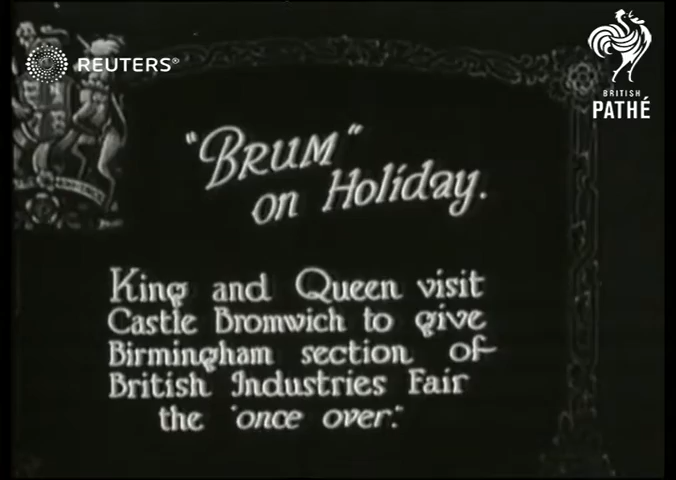 REUTERS®
BRITISH
PATHÉ
"BRUM"
on Holiday.
King and Queen visit
Castle Bromwich to give
Birmingham section of
British Industries Fair
the "once over."